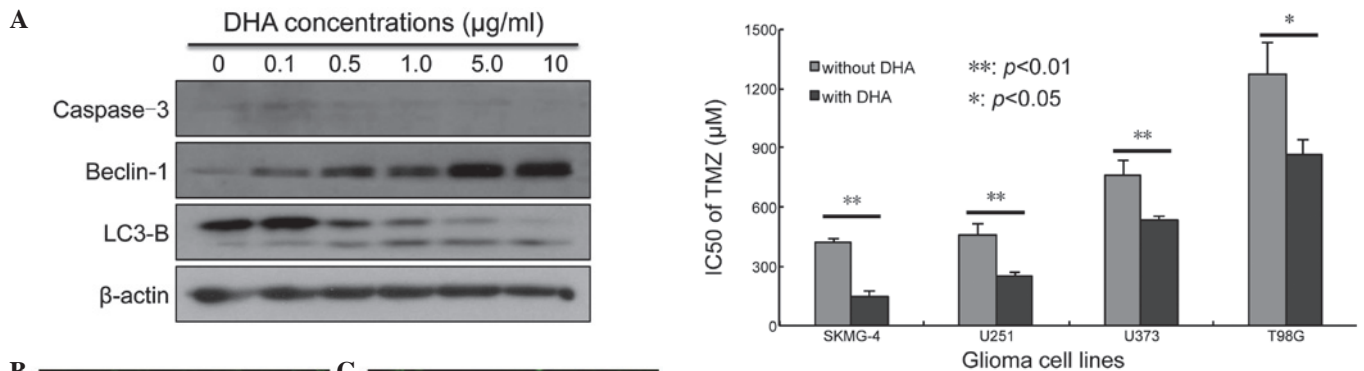 A
DHA concentrations (µg/ml)
0 0.1 0.5 1.0 5.0 10
Caspase-3
Beclin-1
LC3-B
β-actin
B
C
IC50 of TMZ (µM)
1500
1200
900
600
300
0
without DHA
with DHA
**: p<0.01
*: p<0.05
**
**
**
*
SKMG-4 U251 U373 T98G
Glioma cell lines